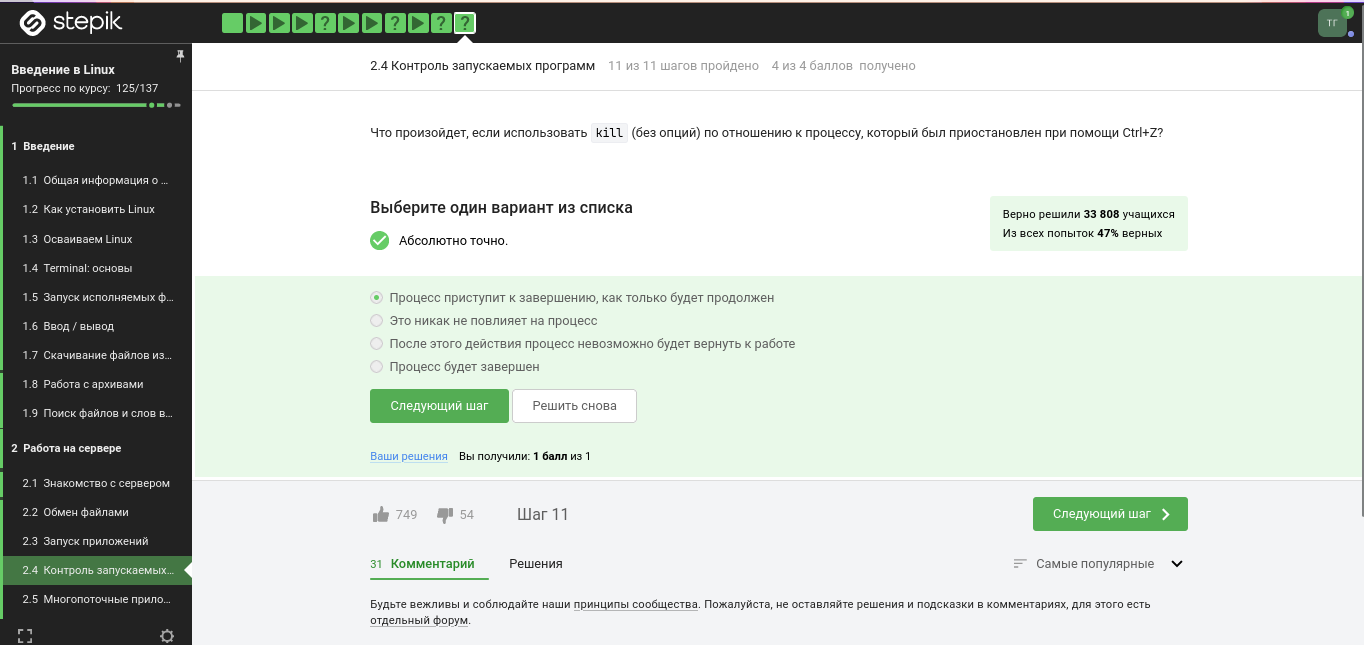 stepik
? ? ? ?
ТГ
1
Введение в Linux
Прогресс по курсу: 125/137
1 Введение
1.1 Общая информация о ...
1.2 Как установить Linux
1.3 Осваиваем Linux
1.4 Terminal: основы
1.5 Запуск исполняемых ф...
1.6 Ввод / вывод
1.7 Скачивание файлов из...
1.8 Работа с архивами
1.9 Поиск файлов и слов в...
2 Работа на сервере
2.1 Знакомство с сервером
2.2 Обмен файлами
2.3 Запуск приложений
2.4 Контроль запускаемых...
2.5 Многопоточные прило...
2.4 Контроль запускаемых программ 11 из 11 шагов пройдено 4 из 4 баллов получено
Что произойдет, если использовать kill (без опций) по отношению к процессу, который был приостановлен при помощи Ctrl+Z?
Выберите один вариант из списка
Абсолютно точно.
Верно решили 33 808 учащихся
Из всех попыток 47% верных
Процесс приступит к завершению, как только будет продолжен
Это никак не повлияет на процесс
После этого действия процесс невозможно будет вернуть к работе
Процесс будет завершен
Следующий шаг Решить снова
Ваши решения Вы получили: 1 балл из 1
749 54 Шаг 11 Следующий шаг
31 Комментарий Решения Самые популярные
Будьте вежливы и соблюдайте наши принципы сообщества. Пожалуйста, не оставляйте решения и подсказки в комментариях, для этого есть
отдельный форум.